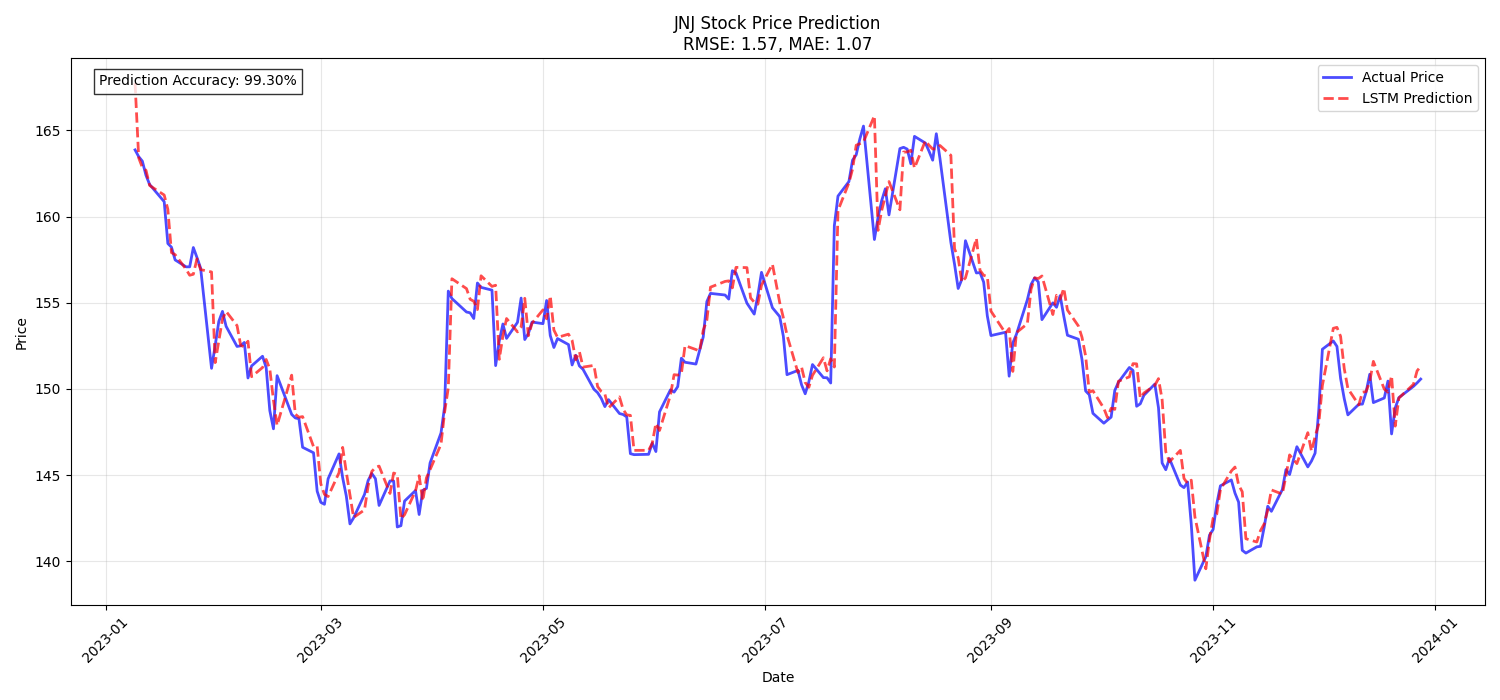 JNJ Stock Price Prediction
RMSE: 1.57, MAE: 1.07
Prediction Accuracy: 99.30%
Actual Price
LSTM Prediction
165
160
155
150
145
140
Price
2023-01
2023-03
2023-05
2023-07
2023-09
2023-11
2024-01
Date